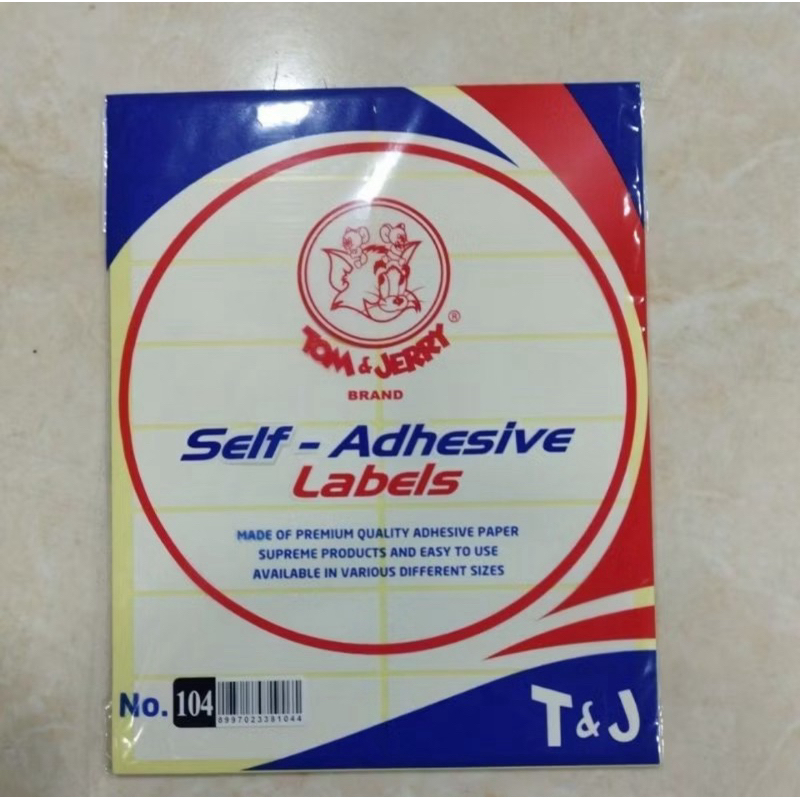 TOM & JERRY ®
BRAND
Self - Adhesive
Labels
MADE OF PREMIUM QUALITY ADHESIVE PAPER
SUPREME PRODUCTS AND EASY TO USE
AVAILABLE IN VARIOUS DIFFERENT SIZES
No. 104
8997023381044
T & J